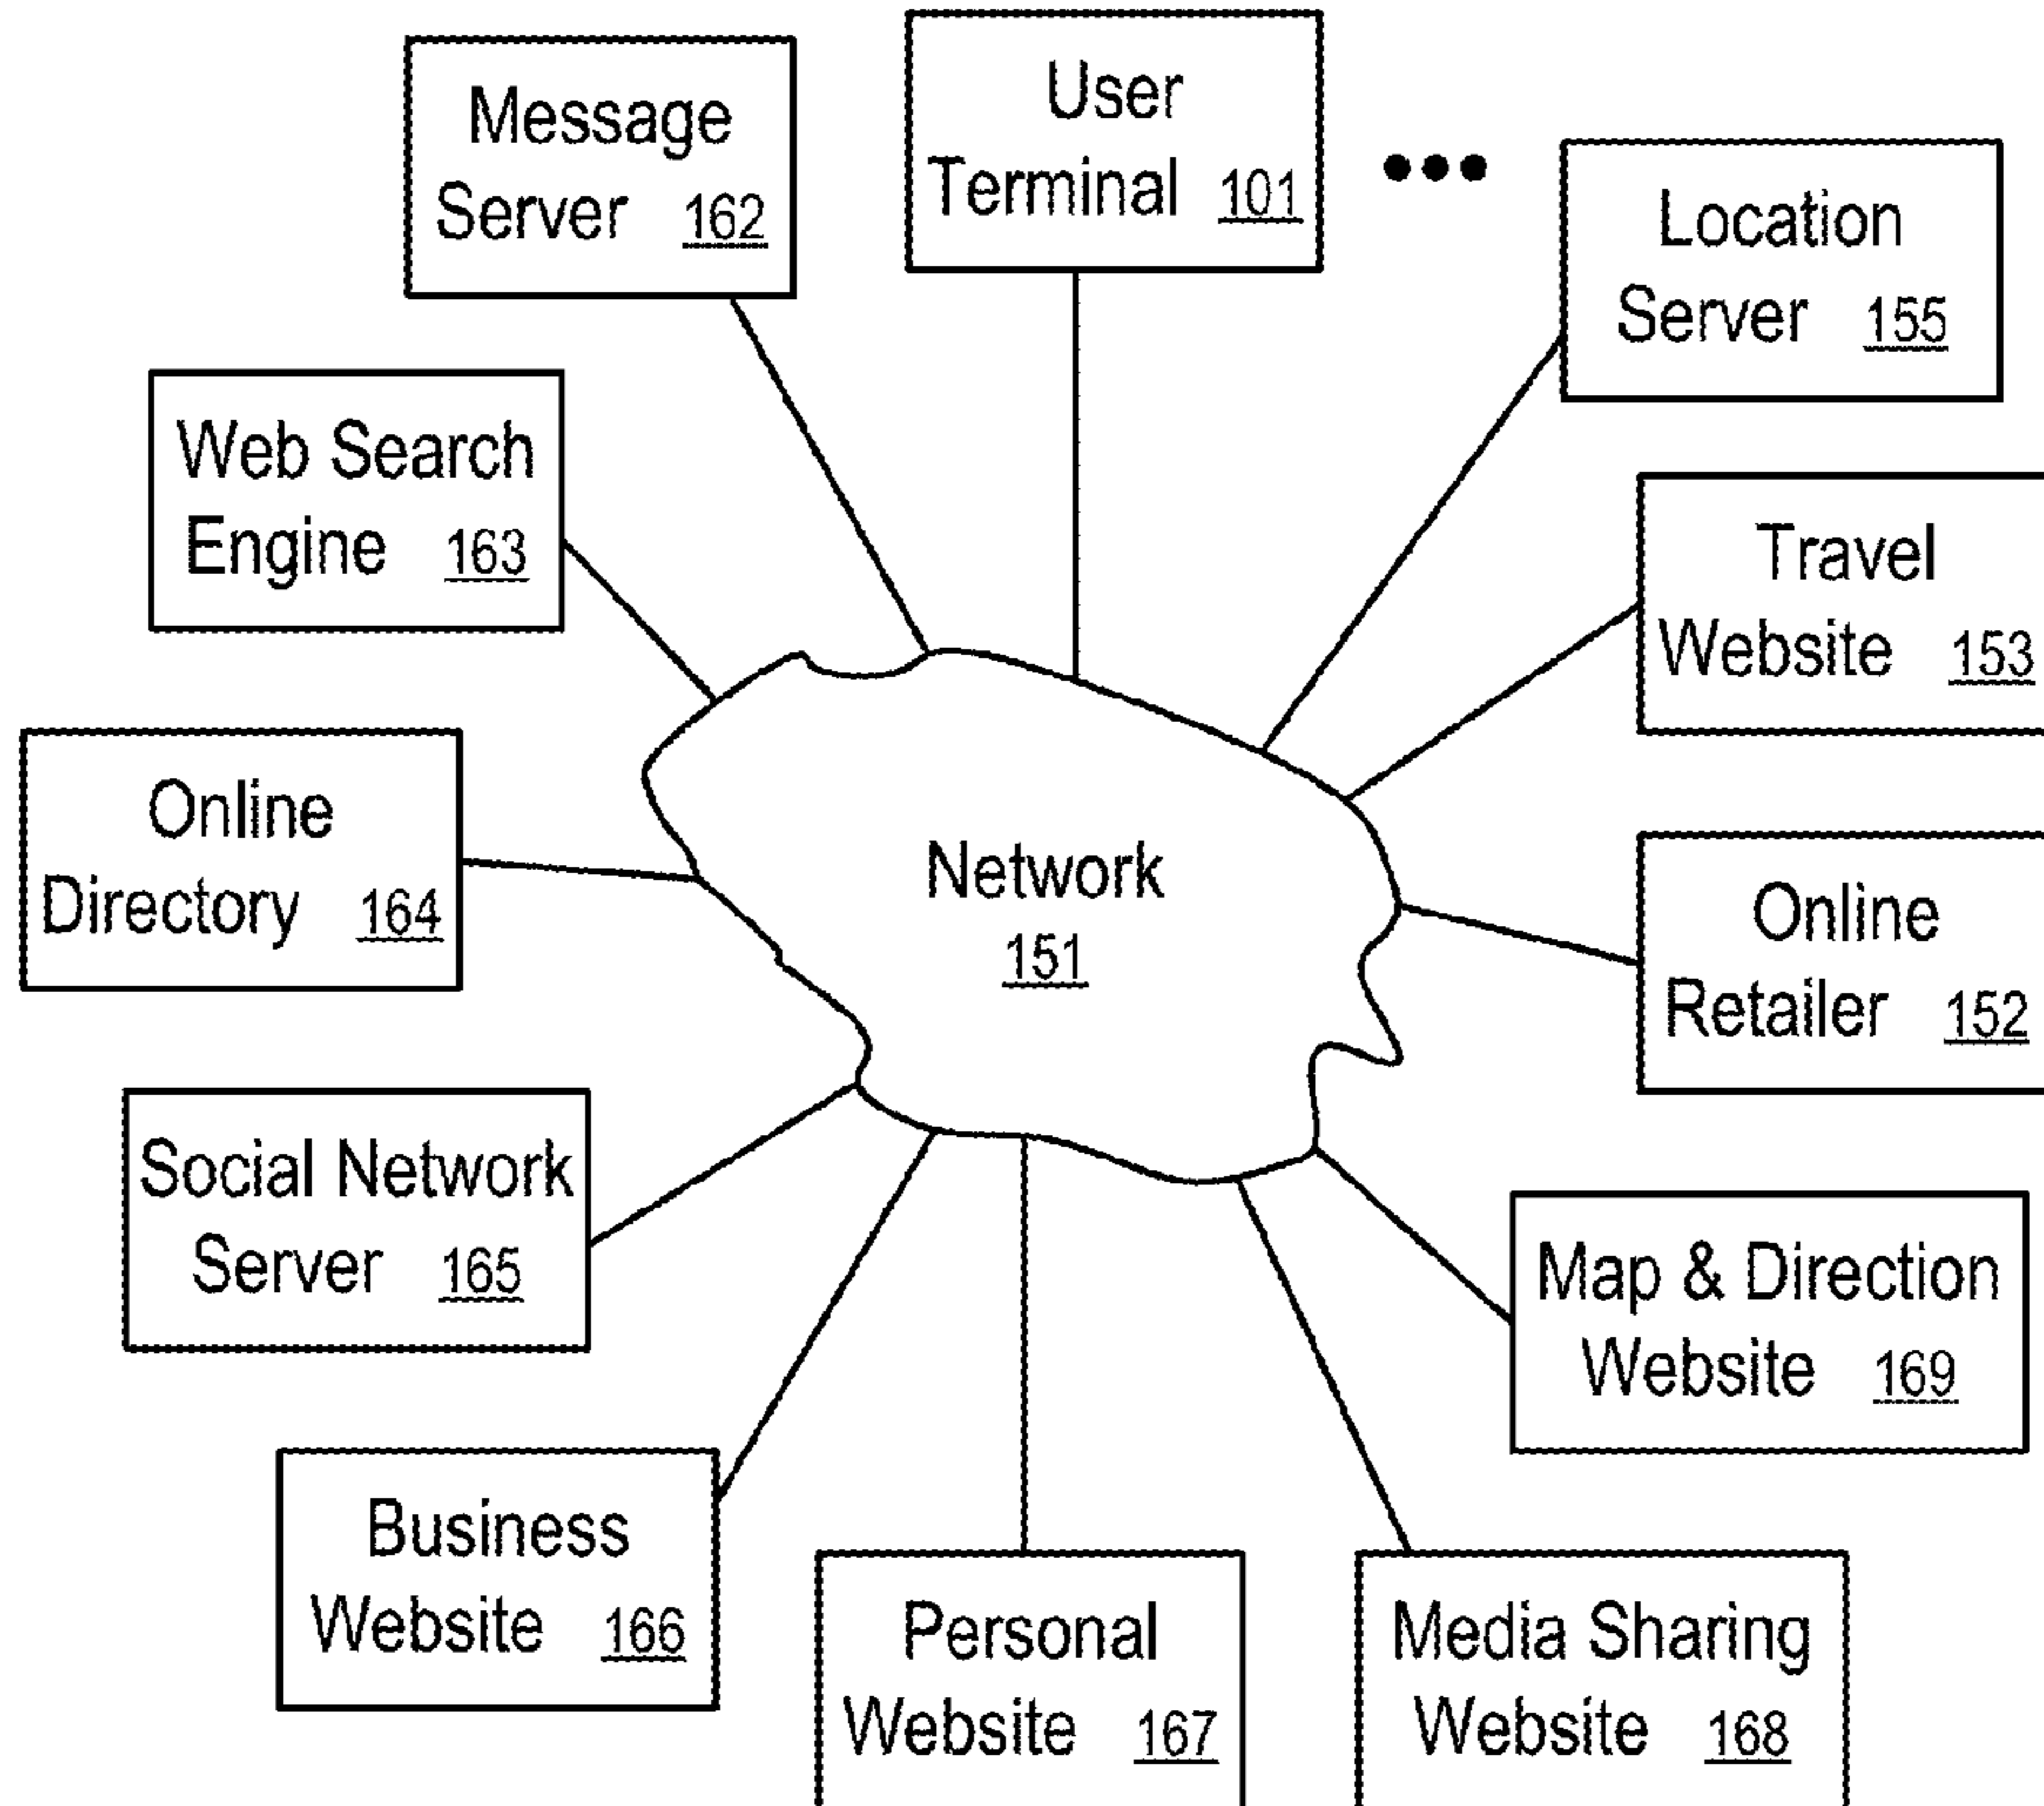 Message
Server 162
User
Terminal 101
Location
Server 155
Web Search
Engine 163
Travel
Website 153
Online
Directory 164
Network
151
Online
Retailer 152
Social Network
Server 165
Map & Direction
Website 169
Business
Website 166
Personal
Website 167
Media Sharing
Website 168